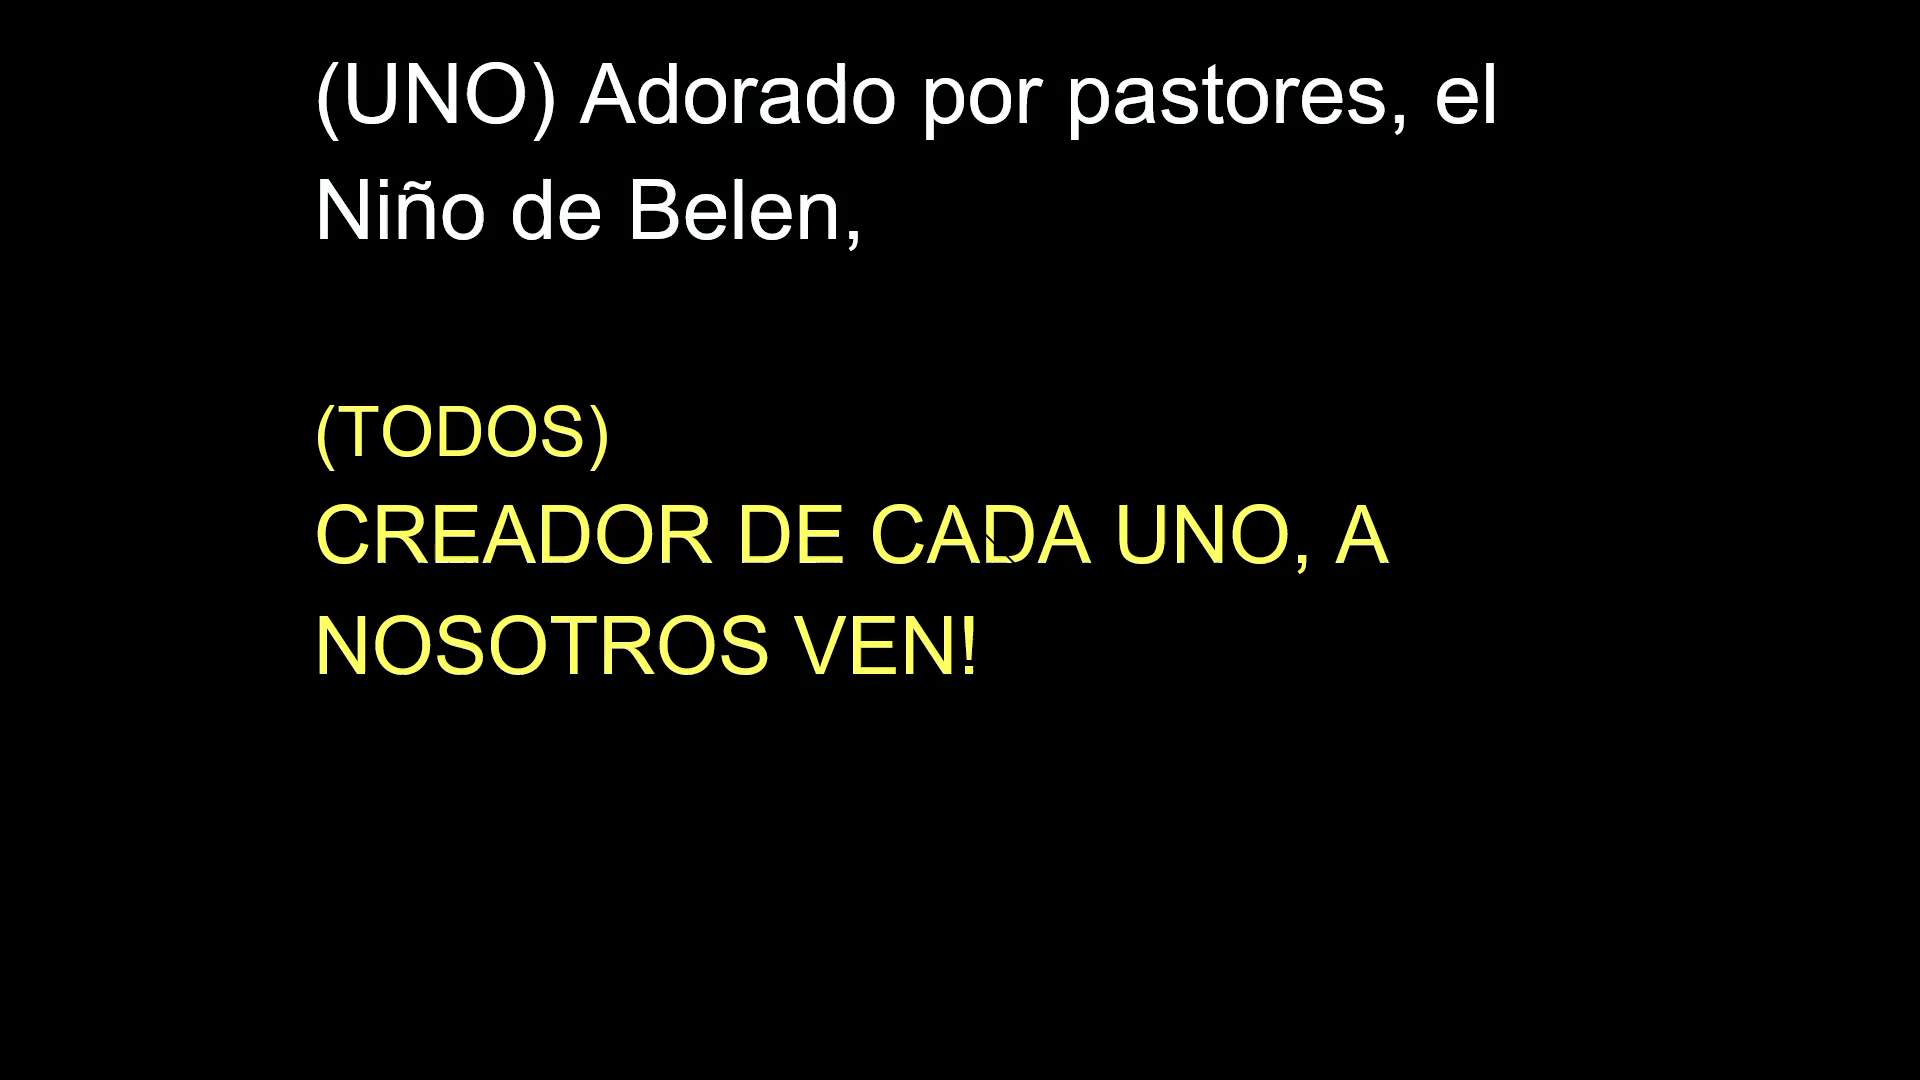 (UNO) Adorado por pastores, el
Niño de Belen,
(TODOS)
CREADOR DE CADA UNO, A
NOSOTROS VEN!